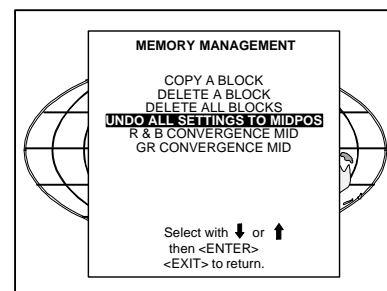 MEMORY MANAGEMENT
COPY A BLOCK
DELETE A BLOCK
DELETE ALL BLOCKS
UNDO ALL SETTINGS TO MIDPOS
R & B CONVERGENCE MID
GR CONVERGENCE MID
Select with ⬇ or ⬆
then <ENTER>
<EXIT> to return.